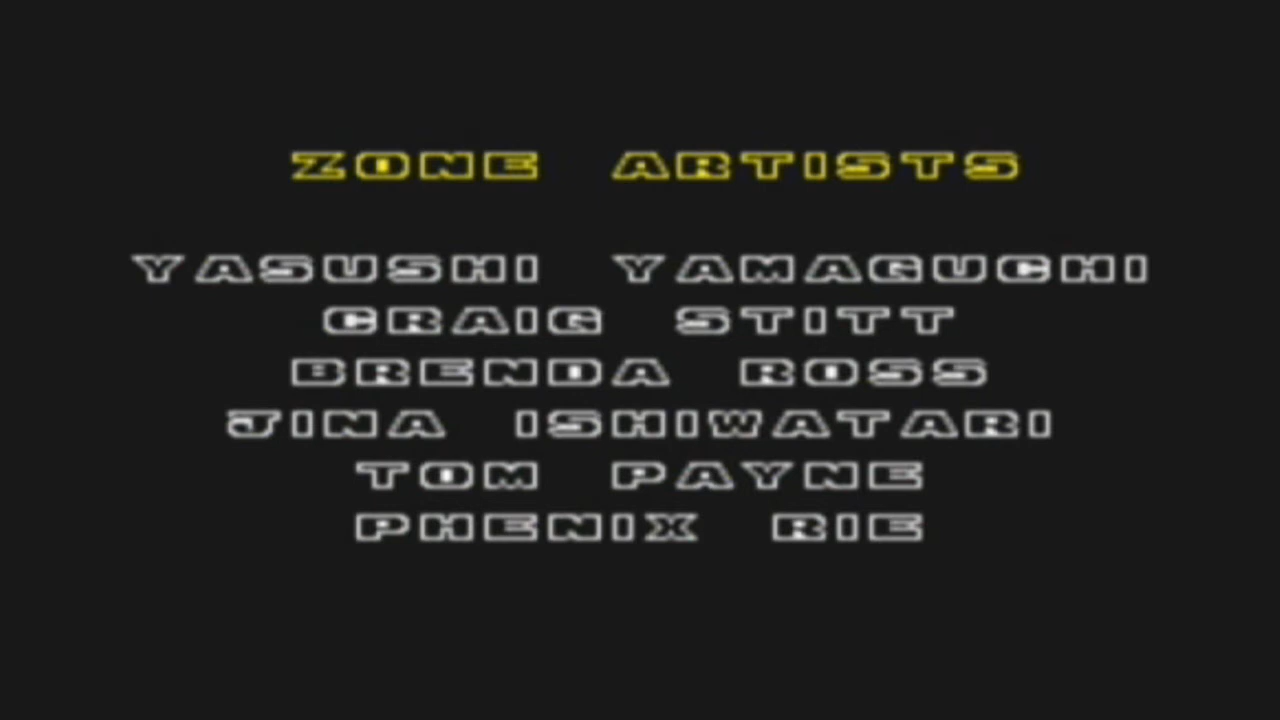 ZONE ARTISTS
YASUSHI YAMAGUCHI
CRAIG STITT
BRENDA ROSS
JINA ISHIWATARI
TOM PAYNE
PHENIX RIE